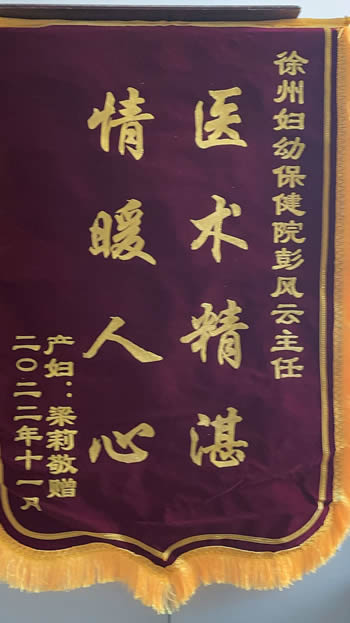 徐州妇幼保健院彭风云主任
医术精湛
情暖人心
产妇：梁莉敬赠
二〇二二年十一月